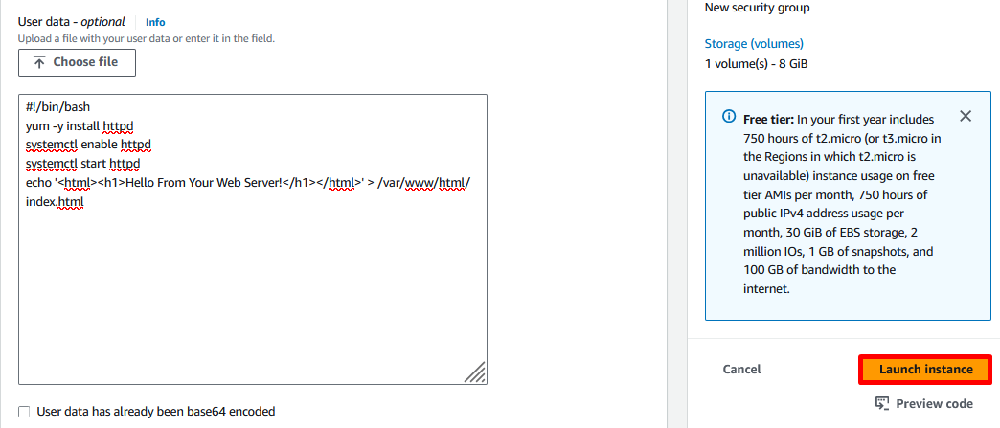 User data - optional Info
Upload a file with your user data or enter it in the field.
Choose file
#!/bin/bash
yum -y install httpd
systemctl enable httpd
systemctl start httpd
echo '<html><h1>Hello From Your Web Server!</h1></html>' > /var/www/html/
index.html
User data has already been base64 encoded
New security group
Storage (volumes)
1 volume(s) - 8 GiB
Free tier: In your first year includes
750 hours of t2.micro (or t3.micro in
the Regions in which t2.micro is
unavailable) instance usage on free
tier AMIs per month, 750 hours of
public IPv4 address usage per
month, 30 GiB of EBS storage, 2
million IOs, 1 GB of snapshots, and
100 GB of bandwidth to the
internet.
Cancel
Launch instance
Preview code